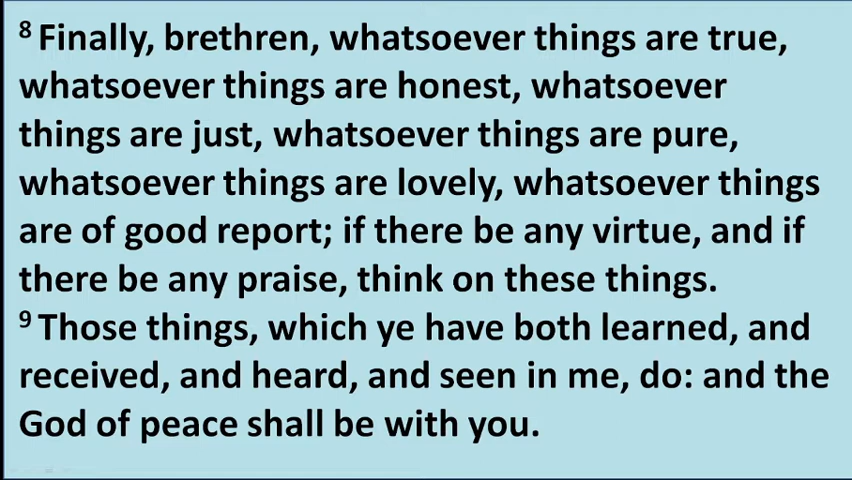 8 Finally, brethren, whatsoever things are true,
whatsoever things are honest, whatsoever
things are just, whatsoever things are pure,
whatsoever things are lovely, whatsoever things
are of good report; if there be any virtue, and if
there be any praise, think on these things.
9 Those things, which ye have both learned, and
received, and heard, and seen in me, do: and the
God of peace shall be with you.